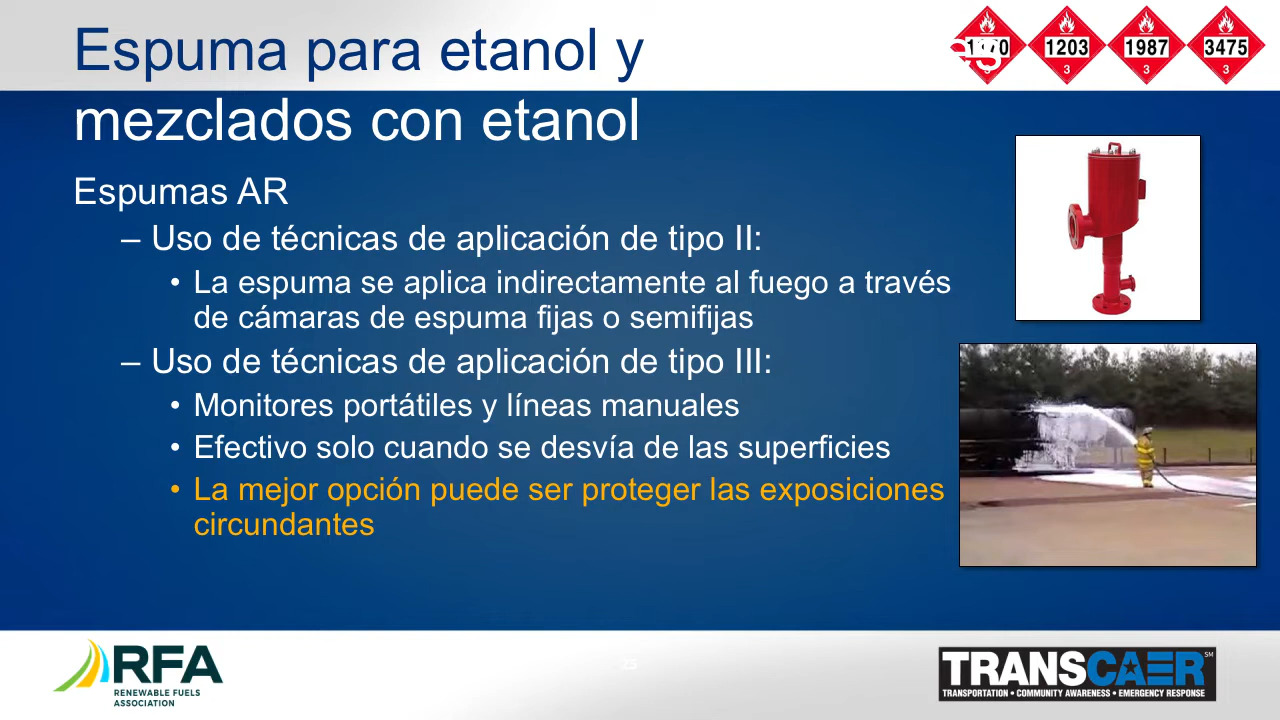 Espuma para etanol y
mezclados con etanol
es
1203
3
1987
3
3475
3
Espumas AR
– Uso de técnicas de aplicación de tipo II:
• La espuma se aplica indirectamente al fuego a través
de cámaras de espuma fijas o semifijas
– Uso de técnicas de aplicación de tipo III:
• Monitores portátiles y líneas manuales
• Efectivo solo cuando se desvía de las superficies
• La mejor opción puede ser proteger las exposiciones
circundantes
RFA
RENEWABLE FUELS
ASSOCIATION
25
TRANSCAER SM
TRANSPORTATION • COMMUNITY AWARENESS • EMERGENCY RESPONSE